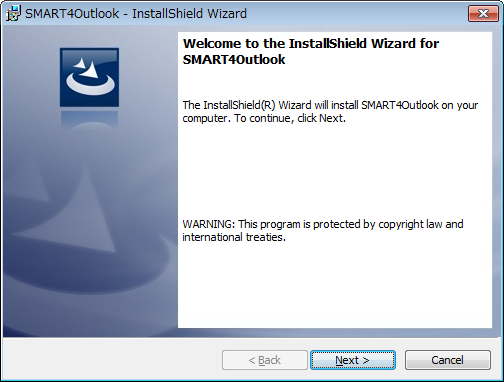 SMART4Outlook - InstallShield Wizard
Welcome to the InstallShield Wizard for
SMART4Outlook
The InstallShield(R) Wizard will install SMART4Outlook on your
computer. To continue, click Next.
WARNING: This program is protected by copyright law and
international treaties.
< Back
Next >
Cancel